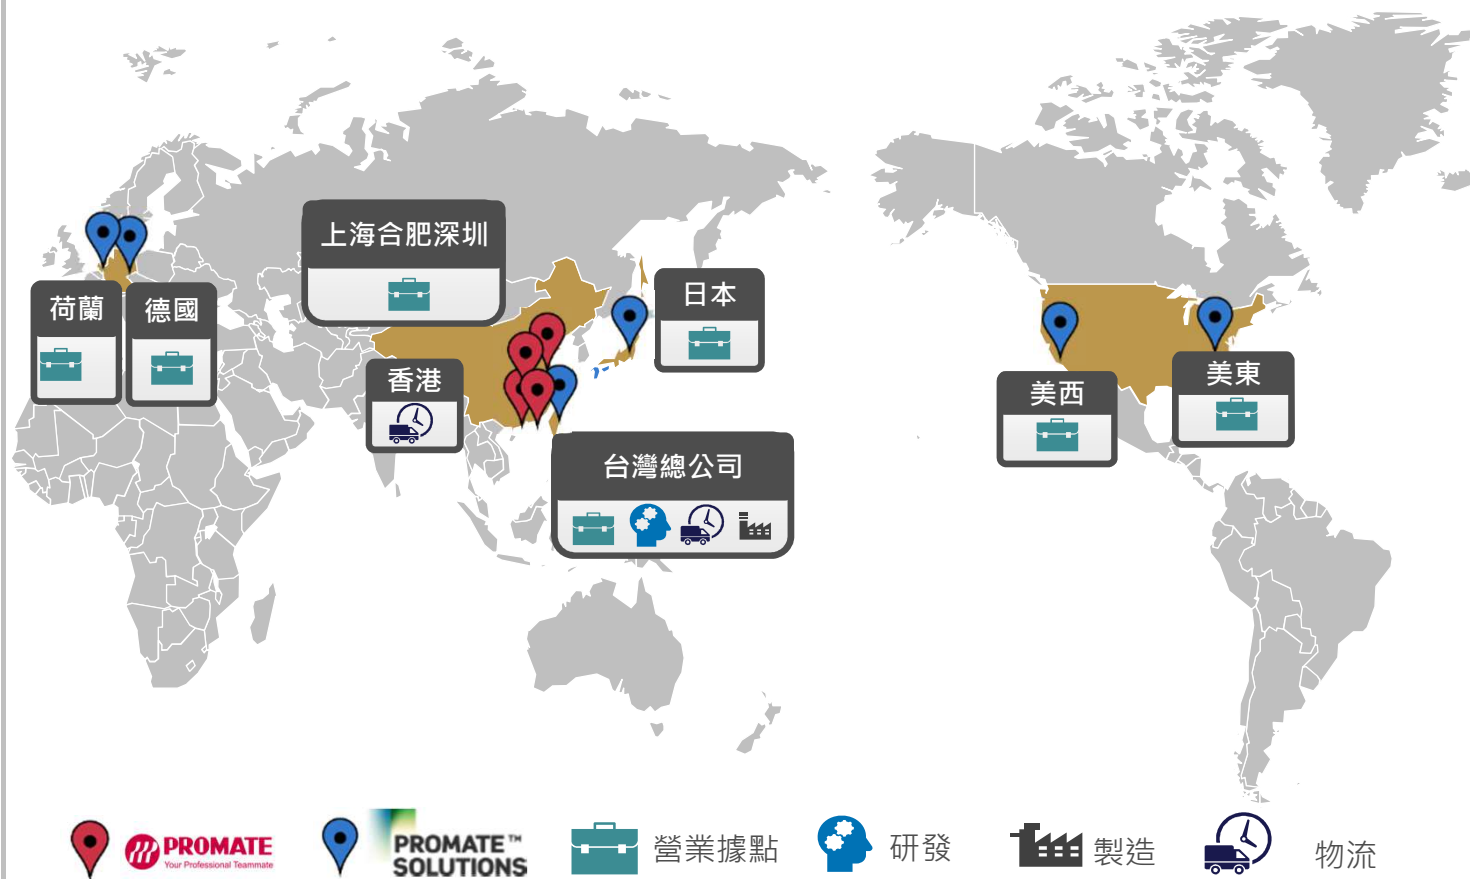 上海合肥深圳
荷蘭
德國
日本
香港
台灣總公司
美西
美東
PROMATE
Your Professional Teammate
PROMATE™
SOLUTIONS
營業據點
研發
製造
物流